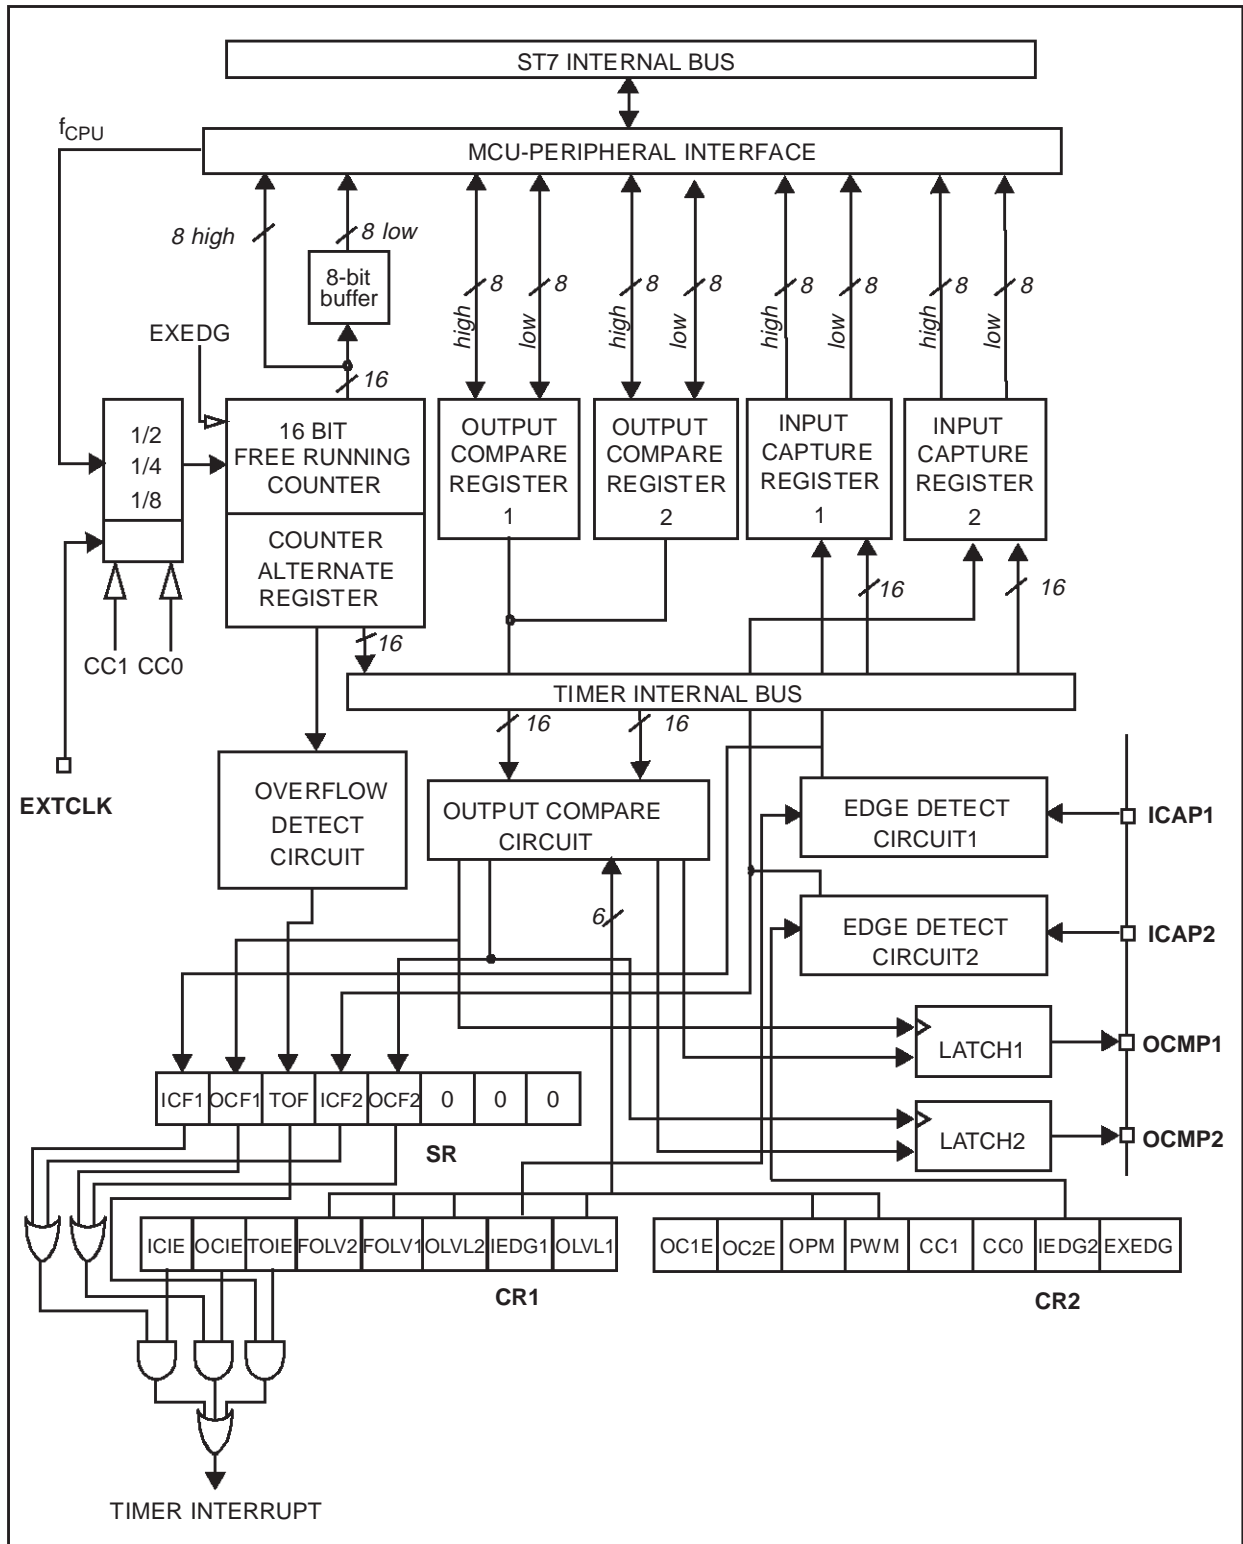 ST7 INTERNAL BUS
fCPU
MCU-PERIPHERAL INTERFACE
8 high
8 low
8-bit
buffer
8
8
8
8
8
8
8
8
high
low
high
low
high
low
high
low
EXEDG
16
1/2
1/4
1/8
16 BIT
FREE RUNNING
COUNTER
COUNTER
ALTERNATE
REGISTER
OUTPUT
COMPARE
REGISTER
1
OUTPUT
COMPARE
REGISTER
2
INPUT
CAPTURE
REGISTER
1
INPUT
CAPTURE
REGISTER
2
16
16
CC1 CC0
16
TIMER INTERNAL BUS
16
16
EXTCLK
OVERFLOW
DETECT
CIRCUIT
OUTPUT COMPARE
CIRCUIT
EDGE DETECT
CIRCUIT1
ICAP1
6
EDGE DETECT
CIRCUIT2
ICAP2
LATCH1
OCMP1
LATCH2
OCMP2
ICF1 OCF1 TOF ICF2 OCF2 0 0 0
SR
ICIE OCIE TOIE FOLV2 FOLV1 OLVL2 IEDG1 OLVL1
CR1
OC1E OC2E OPM PWM CC1 CC0 IEDG2 EXEDG
CR2
TIMER INTERRUPT